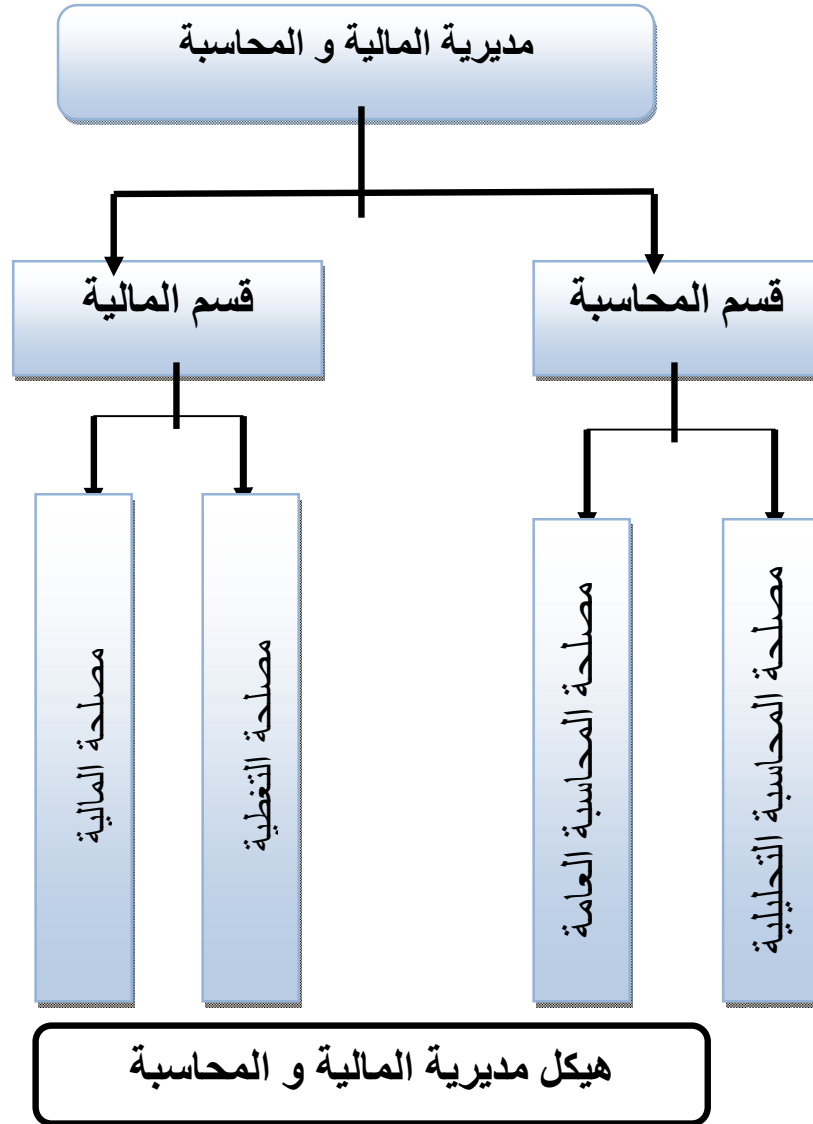 مديرية المالية و المحاسبة
قسم المحاسبة
قسم المالية
مصلحة المحاسبة التحليلية
مصلحة المحاسبة العامة
مصلحة التغطية
مصلحة المالية
هيكل مديرية المالية و المحاسبة